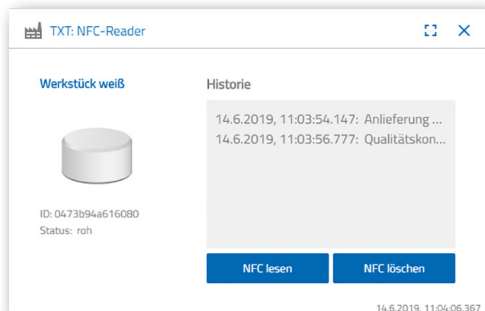 TXT: NFC-Reader
Werkstück weiß
Historie
14.6.2019, 11:03:54.147: Anlieferung ...
14.6.2019, 11:03:56.777: Qualitätskon...
ID: 0473b94a616080
Status: roh
NFC lesen
NFC löschen
14.6.2019, 11:04:06.367